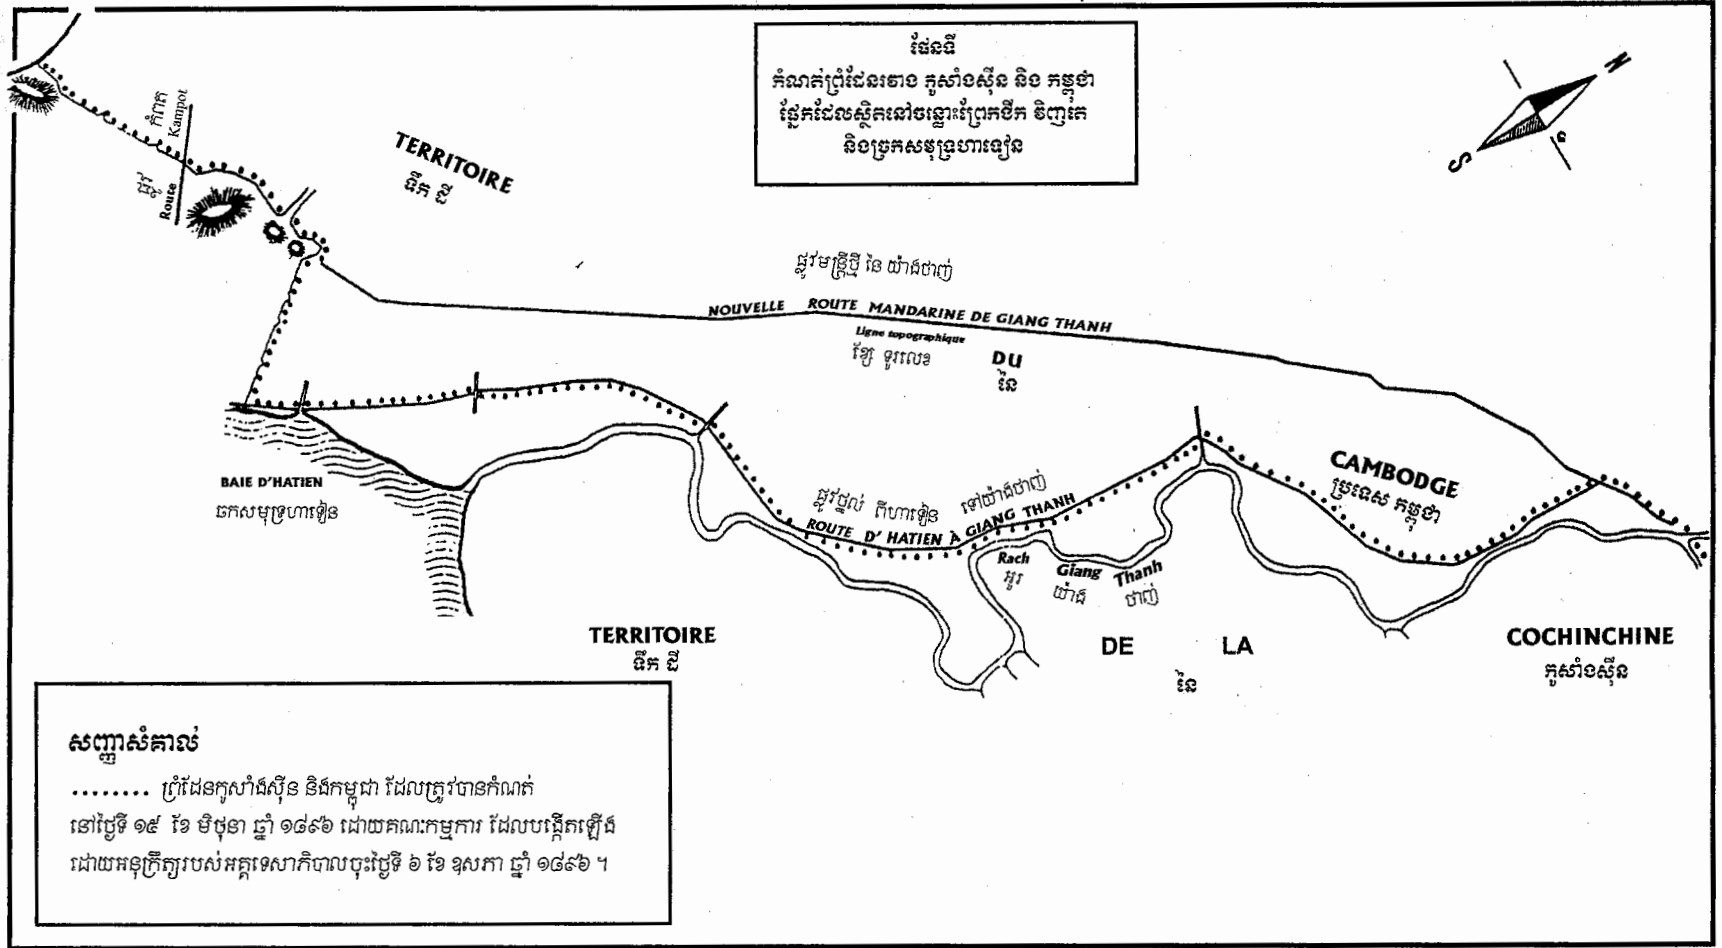 ផែនទី
កំណត់ព្រំដែនរវាង កូសាំងស៊ីន និង កម្ពុជា
ផ្នែកដែលស្ថិតនៅចន្លោះព្រែកជីក វិញតេ
និងច្រកសមុទ្រហាទៀន
N
S
កំពត
Kampot
ផ្លូវ
Route
TERRITOIRE
ទឹក ដី
ផ្លូវមន្ត្រីថ្មី នៃ យ៉ាងថាញ់
NOUVELLE ROUTE MANDARINE DE GIANG THANH
Ligne topographique
ខ្សែ ទូរលេខ
DU
នៃ
CAMBODGE
ប្រទេស កម្ពុជា
BAIE D'HATIEN
ឆកសមុទ្រហាទៀន
ផ្លូវថ្នល់ ពីហាទៀន ទៅយ៉ាងថាញ់
ROUTE D' HATIEN À GIANG THANH
Rach Giang Thanh
អូរ យ៉ាង ថាញ់
TERRITOIRE
ទឹក ដី
DE LA
នៃ
COCHINCHINE
កូសាំងស៊ីន
សញ្ញាសំគាល់
........ ព្រំដែនកូសាំងស៊ីន និងកម្ពុជា ដែលត្រូវបានកំណត់
នៅថ្ងៃទី ១៥ ខែ មិថុនា ឆ្នាំ ១៨៩៦ ដោយគណៈកម្មការ ដែលបង្កើតឡើង
ដោយអនុក្រឹត្យរបស់អគ្គទេសាភិបាលចុះថ្ងៃទី ៦ ខែ ឧសភា ឆ្នាំ ១៨៩៦ ។